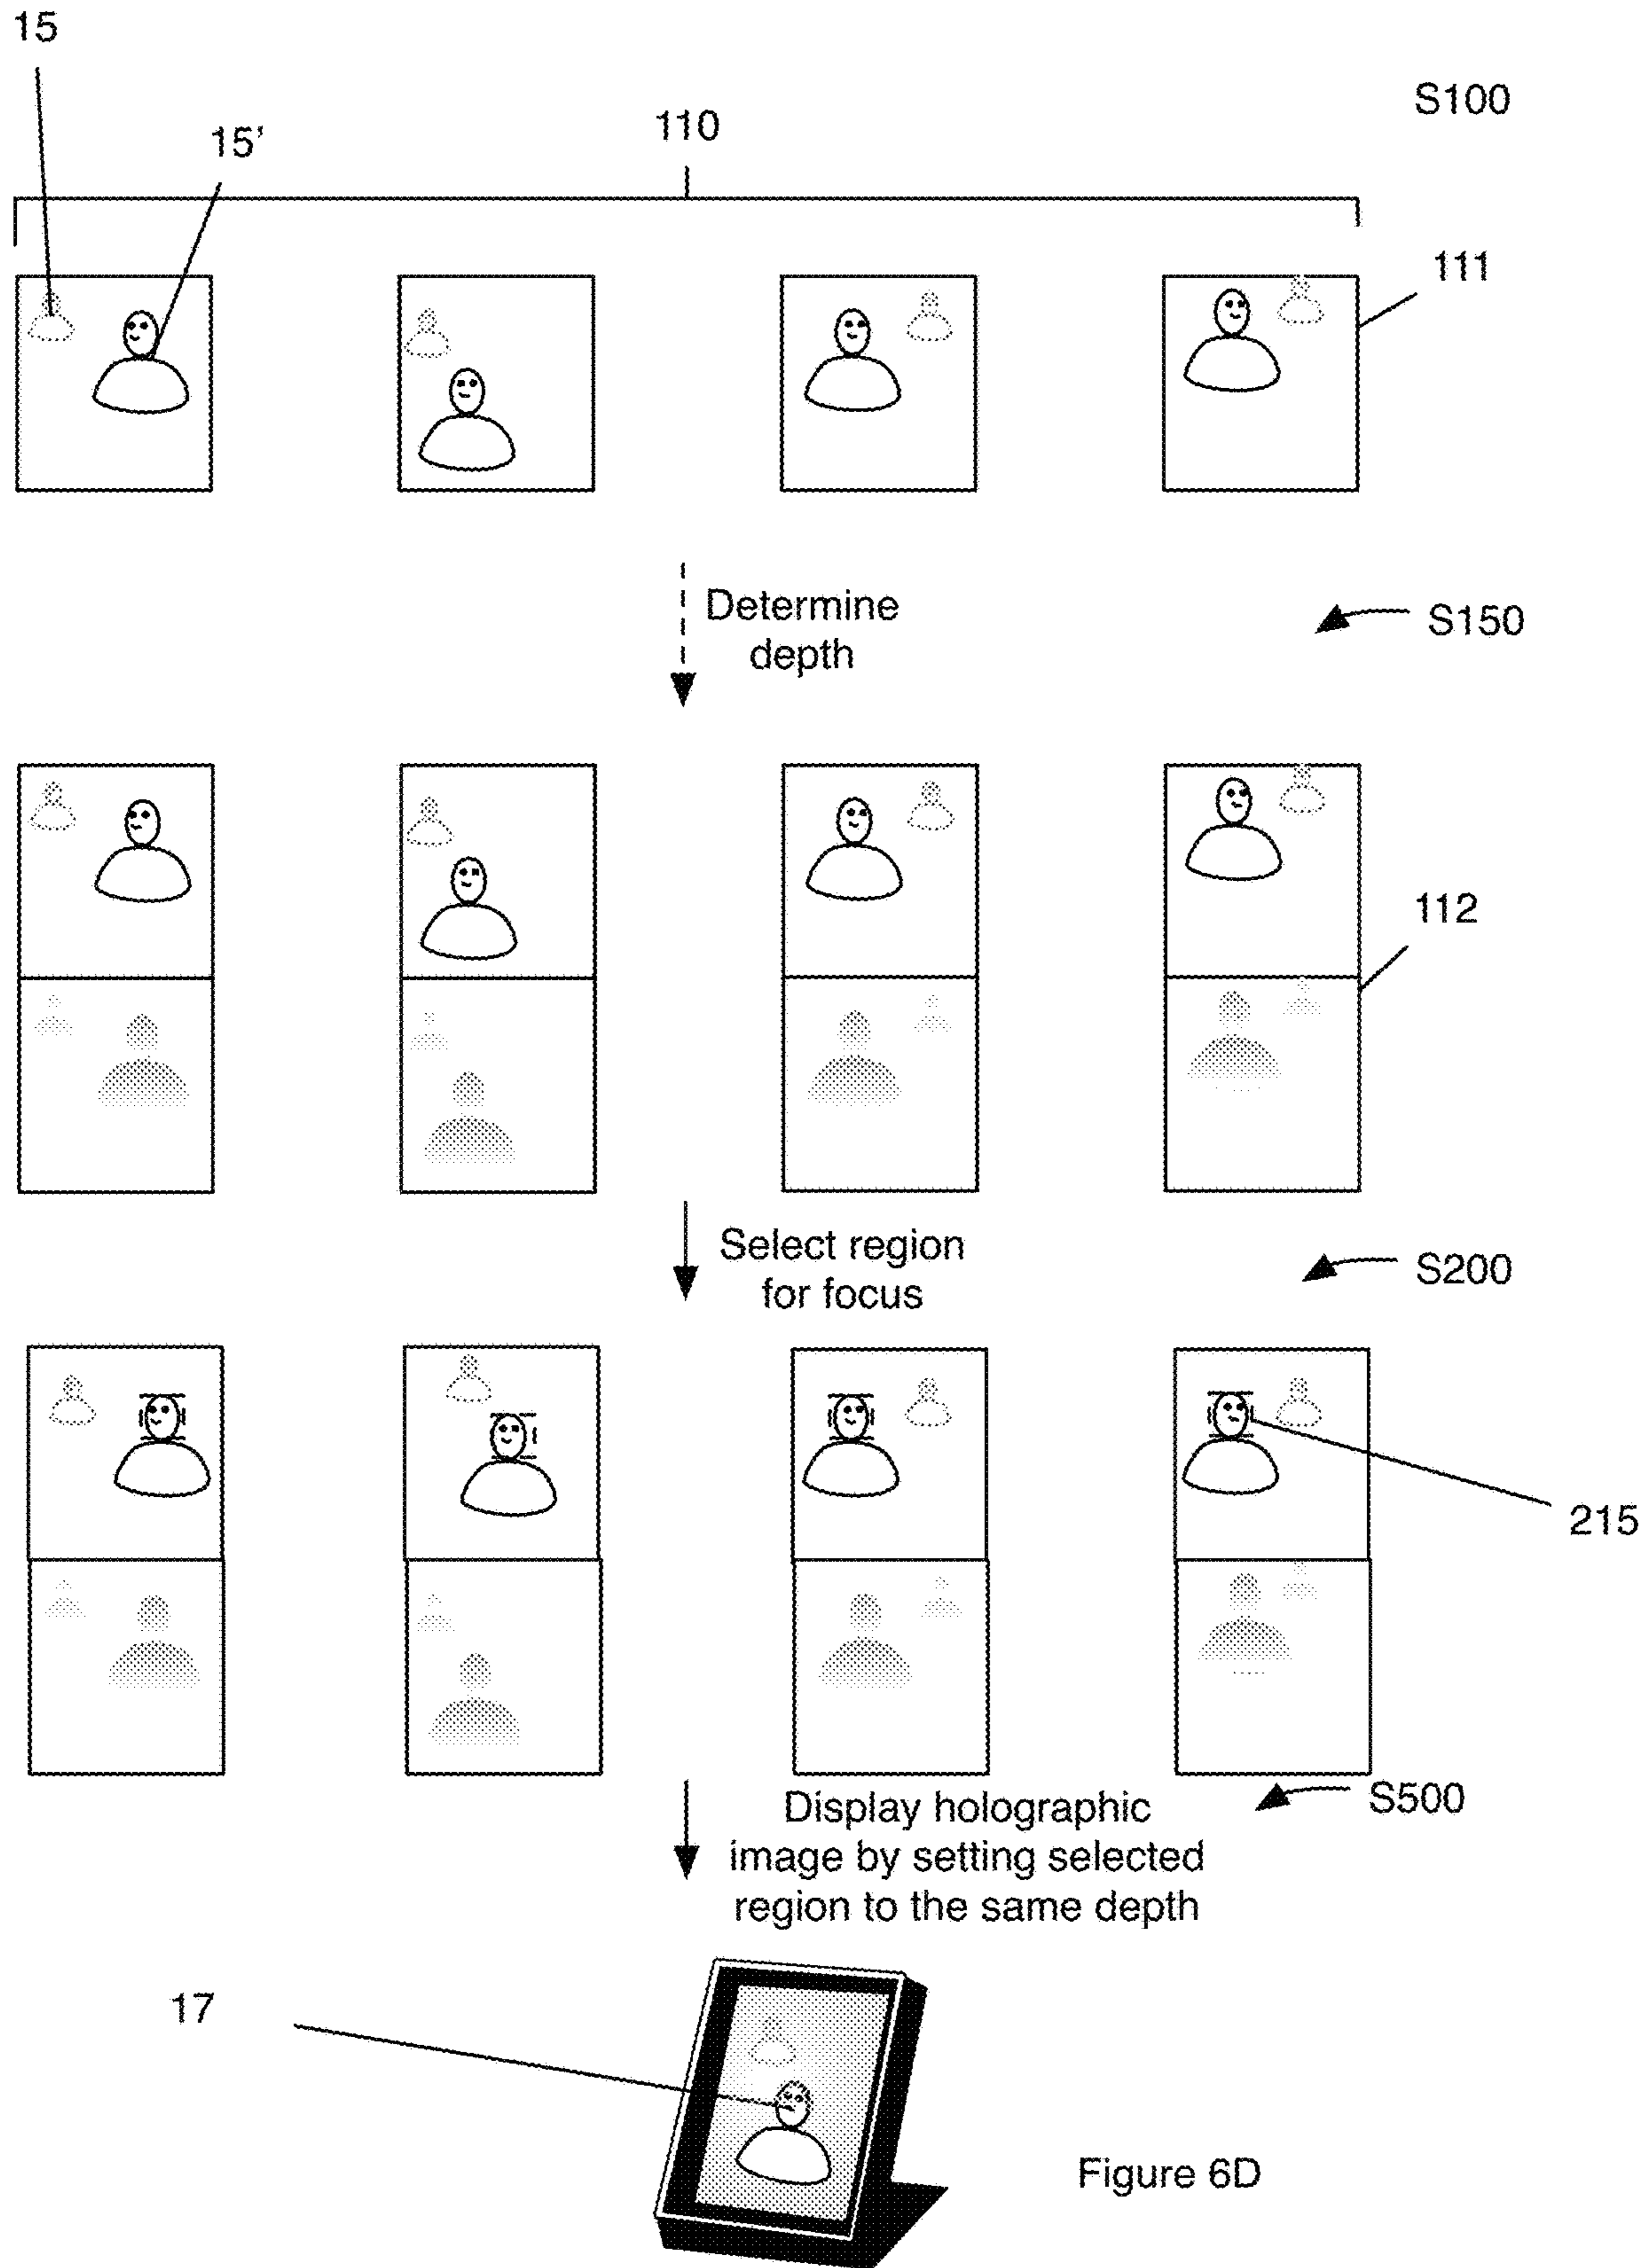 15
S100
110
15'
111
Determine
depth
S150
112
Select region
for focus
S200
215
S500
Display holographic
image by setting selected
region to the same depth
17
Figure 6D